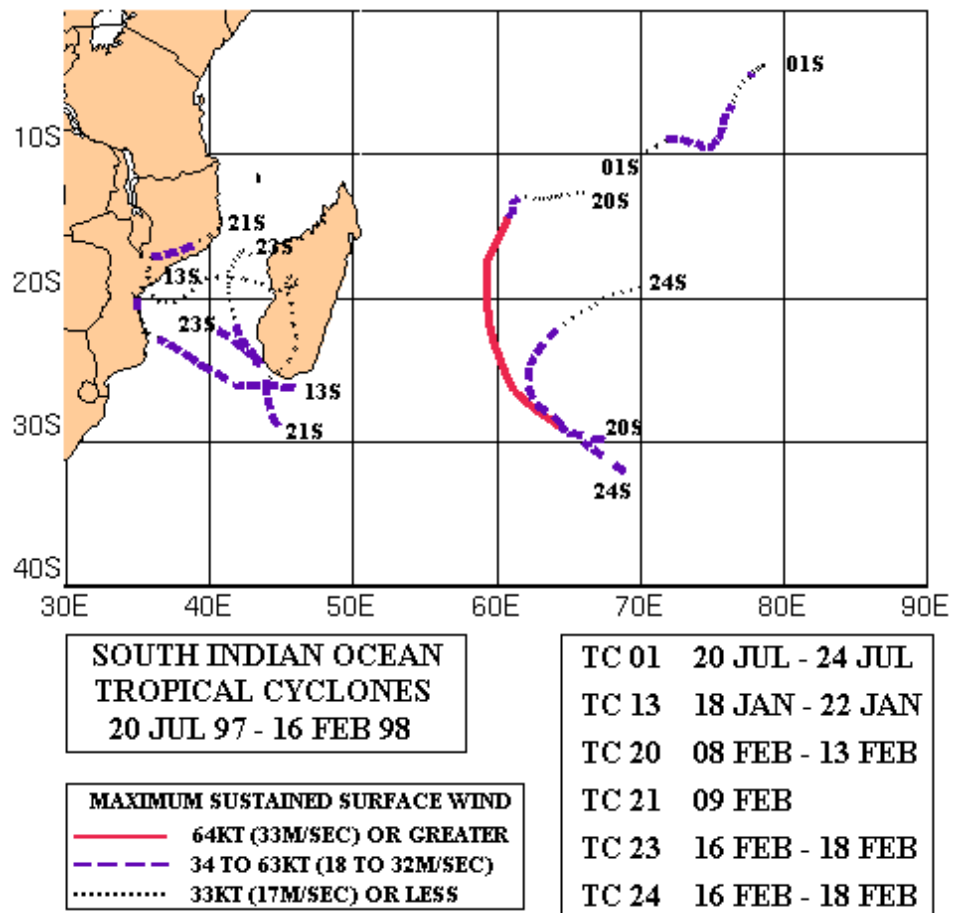 01S
10S
01S
20S
21S
23S
13S
20S
24S
23S
13S
21S
20S
30S
24S
40S
30E 40E 50E 60E 70E 80E 90E
SOUTH INDIAN OCEAN
TROPICAL CYCLONES
20 JUL 97 - 16 FEB 98
MAXIMUM SUSTAINED SURFACE WIND
64KT (33M/SEC) OR GREATER
34 TO 63KT (18 TO 32M/SEC)
33KT (17M/SEC) OR LESS
TC 01 20 JUL - 24 JUL
TC 13 18 JAN - 22 JAN
TC 20 08 FEB - 13 FEB
TC 21 09 FEB
TC 23 16 FEB - 18 FEB
TC 24 16 FEB - 18 FEB